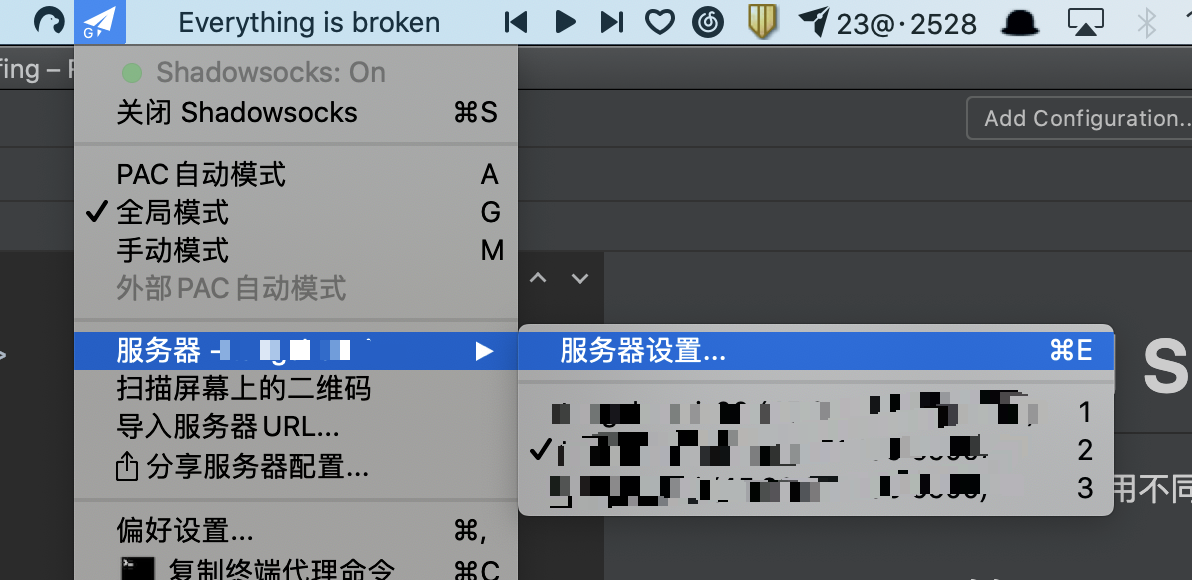 G
Everything is broken
23@·2528
fing – F
Shadowsocks: On
关闭 Shadowsocks ⌘S
Add Configuration..
PAC 自动模式 A
✓ 全局模式 G
手动模式 M
外部 PAC 自动模式
服务器 –
服务器设置... ⌘E
S
扫描屏幕上的二维码
1
导入服务器 URL...
✓ 2
分享服务器配置...
3
用不同
偏好设置... ⌘,
复制终端代理命令 ⌘C